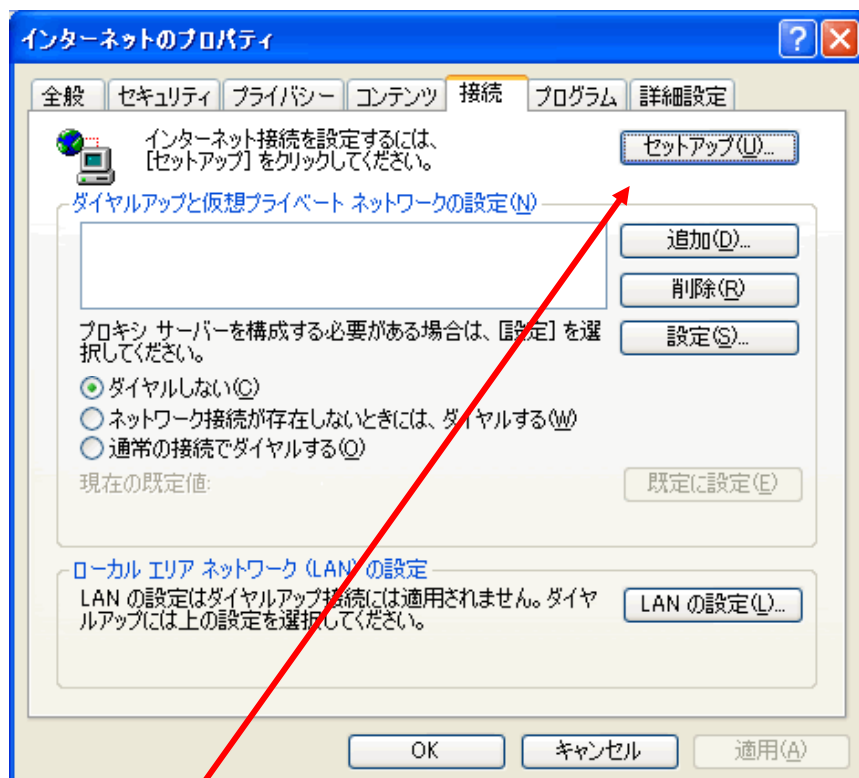 インターネットのプロパティ
全般 セキュリティ プライバシー コンテンツ 接続 プログラム 詳細設定
インターネット接続を設定するには、
[セットアップ] をクリックしてください。
セットアップ(U)...
ダイヤルアップと仮想プライベート ネットワークの設定(N)
追加(D)...
削除(R)
プロキシ サーバーを構成する必要がある場合は、[設定] を選
択してください。
設定(S)...
ダイヤルしない(C)
ネットワーク接続が存在しないときには、ダイヤルする(W)
通常の接続でダイヤルする(O)
現在の既定値:
既定に設定(E)
ローカル エリア ネットワーク (LAN) の設定
LAN の設定はダイヤルアップ接続には適用されません。ダイヤ
ルアップには上の設定を選択してください。
LAN の設定(L)...
OK キャンセル 適用(A)